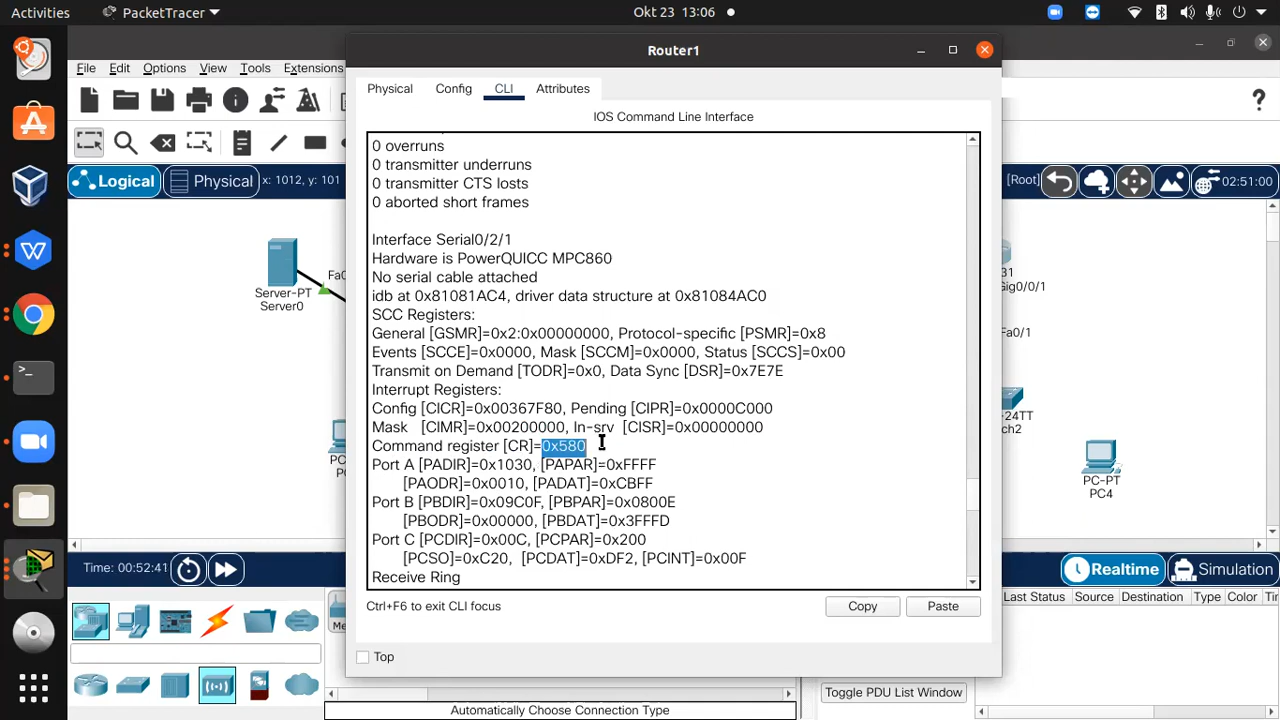 Activities
PacketTracer
Okt 23 13:06
Router1
File Edit Options View Tools Extensions
Physical Config CLI Attributes
IOS Command Line Interface
Logical Physical x: 1012, y: 101
[Root] 02:51:00
0 overruns
0 transmitter underruns
0 transmitter CTS losts
0 aborted short frames
Interface Serial0/2/1
Hardware is PowerQUICC MPC860
No serial cable attached
idb at 0x81081AC4, driver data structure at 0x81084AC0
SCC Registers:
General [GSMR]=0x2:0x00000000, Protocol-specific [PSMR]=0x8
Events [SCCE]=0x0000, Mask [SCCM]=0x0000, Status [SCCS]=0x00
Transmit on Demand [TODR]=0x0, Data Sync [DSR]=0x7E7E
Interrupt Registers:
Config [CICR]=0x00367F80, Pending [CIPR]=0x0000C000
Mask [CIMR]=0x00200000, In-srv [CISR]=0x00000000
Command register [CR]=0x580
Port A [PADIR]=0x1030, [PAPAR]=0xFFFF
[PAODR]=0x0010, [PADAT]=0xCBFF
Port B [PBDIR]=0x09C0F, [PBPAR]=0x0800E
[PBODR]=0x00000, [PBDAT]=0x3FFFD
Port C [PCDIR]=0x00C, [PCPAR]=0x200
[PCSO]=0xC20, [PCDAT]=0xDF2, [PCINT]=0x00F
Receive Ring
Ctrl+F6 to exit CLI focus
Copy
Paste
Top
Server-PT
Server0
Fa0
31
Gig0/0/1
Fa0/1
-24TT
PC-PT
PC4
Time: 00:52:41
Realtime
Simulation
Last Status Source Destination Type Color
Automatically Choose Connection Type
Toggle PDU List Window